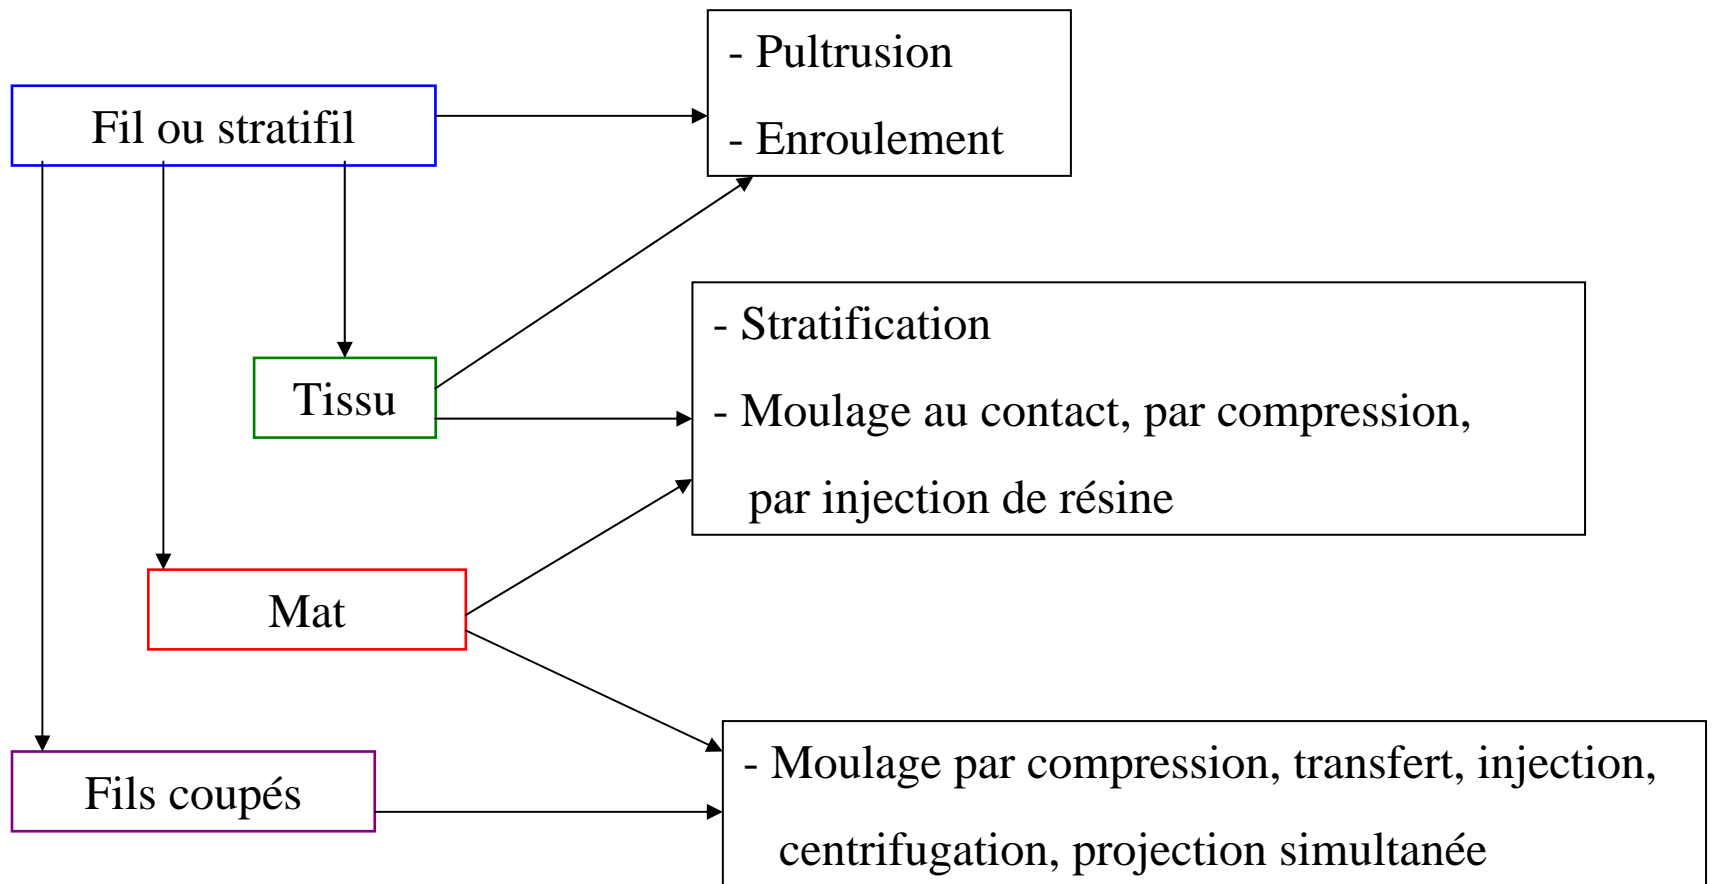 - Pultrusion
Fil ou stratifil
- Enroulement
- Stratification
Tissu
- Moulage au contact, par compression,
par injection de résine
Mat
- Moulage par compression, transfert, injection,
Fils coupés
centrifugation, projection simultanée